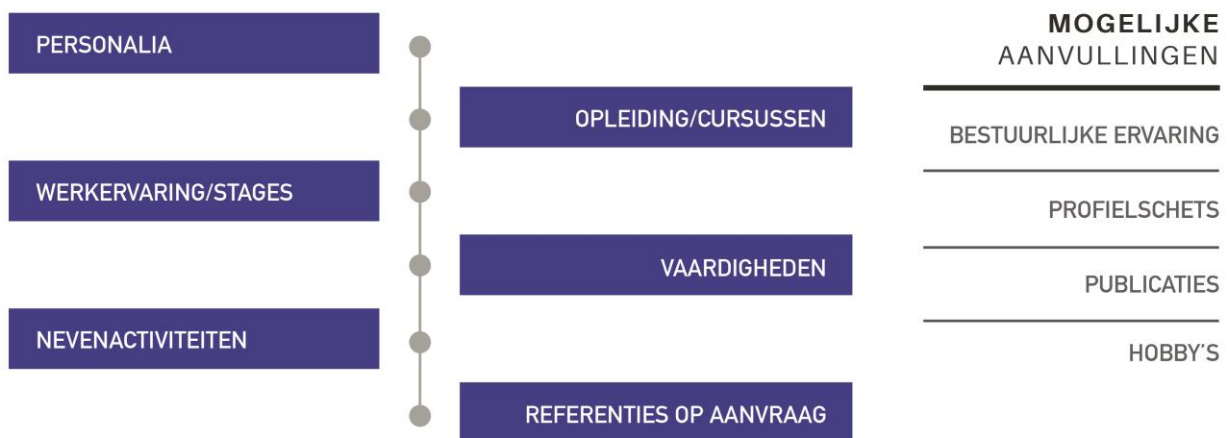 PERSONALIA
OPLEIDING/CURSUSSEN
WERKERVARING/STAGES
VAARDIGHEDEN
NEVENACTIVITEITEN
REFERENTIES OP AANVRAAG
MOGELIJKE
AANVULLINGEN
BESTUURLIJKE ERVARING
PROFIELSCHETS
PUBLICATIES
HOBBY'S